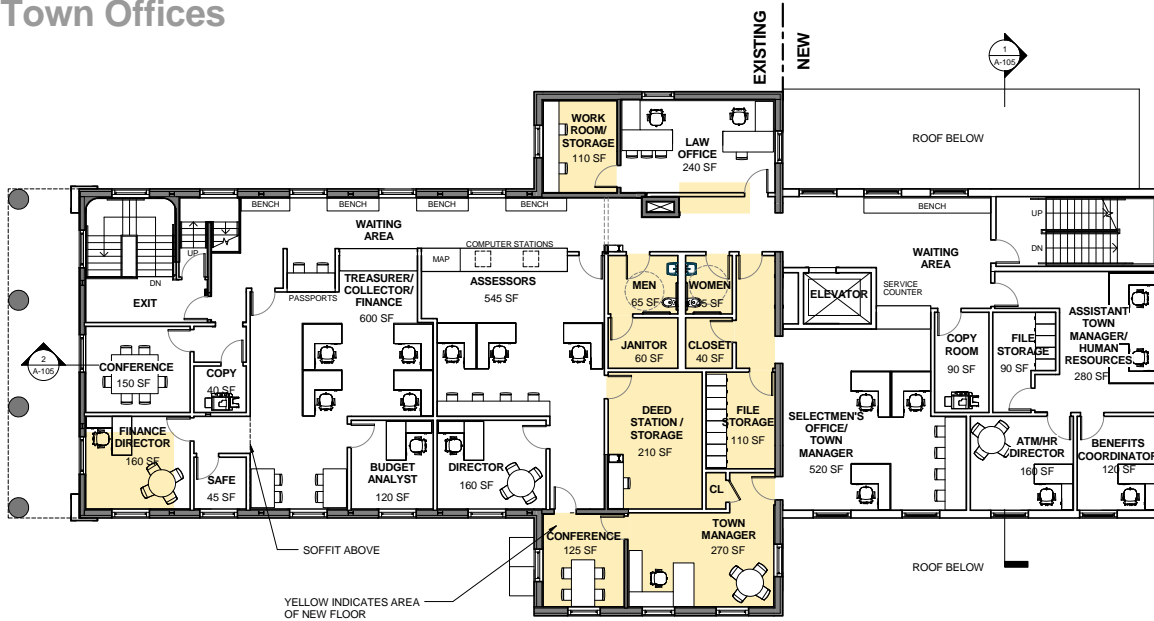 Town Offices
EXISTING
NEW
1
A-105
ROOF BELOW
WORK
ROOM/
STORAGE
110 SF
LAW
OFFICE
240 SF
BENCH
BENCH
BENCH
BENCH
BENCH
WAITING
AREA
UP
DN
EXIT
UP
DN
PASSPORTS
TREASURER/
COLLECTOR/
FINANCE
600 SF
COMPUTER STATIONS
MAP
ASSESSORS
545 SF
MEN
65 SF
WOMEN
JANITOR
60 SF
CLOSET
40 SF
ELEVATOR
SERVICE
COUNTER
WAITING
AREA
COPY
ROOM
90 SF
FILE
STORAGE
90 SF
ASSISTANT
TOWN
MANAGER/
HUMAN
RESOURCES
280 SF
2
A-105
CONFERENCE
150 SF
COPY
40 SF
FINANCE
DIRECTOR
160 SF
SAFE
45 SF
BUDGET
ANALYST
120 SF
DIRECTOR
160 SF
DEED
STATION /
STORAGE
210 SF
FILE
STORAGE
110 SF
CL
SELECTMEN'S
OFFICE/
TOWN
MANAGER
520 SF
ATM/HR
DIRECTOR
160 SF
BENEFITS
COORDINATOR
120 SF
CONFERENCE
125 SF
TOWN
MANAGER
270 SF
SOFFIT ABOVE
YELLOW INDICATES AREA
OF NEW FLOOR
ROOF BELOW